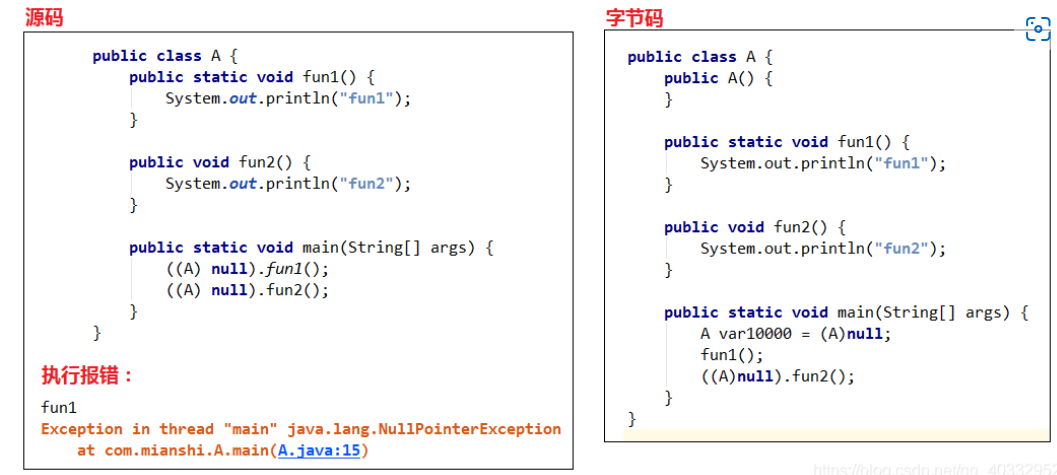 源码
public class A {
public static void fun1() {
System.out.println("fun1");
}
public void fun2() {
System.out.println("fun2");
}
public static void main(String[] args) {
((A) null).fun1();
((A) null).fun2();
}
}
执行报错：
fun1
Exception in thread "main" java.lang.NullPointerException
at com.mianshi.A.main(A.java:15)
字节码
public class A {
public A() {
}
public static void fun1() {
System.out.println("fun1");
}
public void fun2() {
System.out.println("fun2");
}
public static void main(String[] args) {
A var10000 = (A)null;
fun1();
((A)null).fun2();
}
}
https://blog.csdn.net/qq_40332952